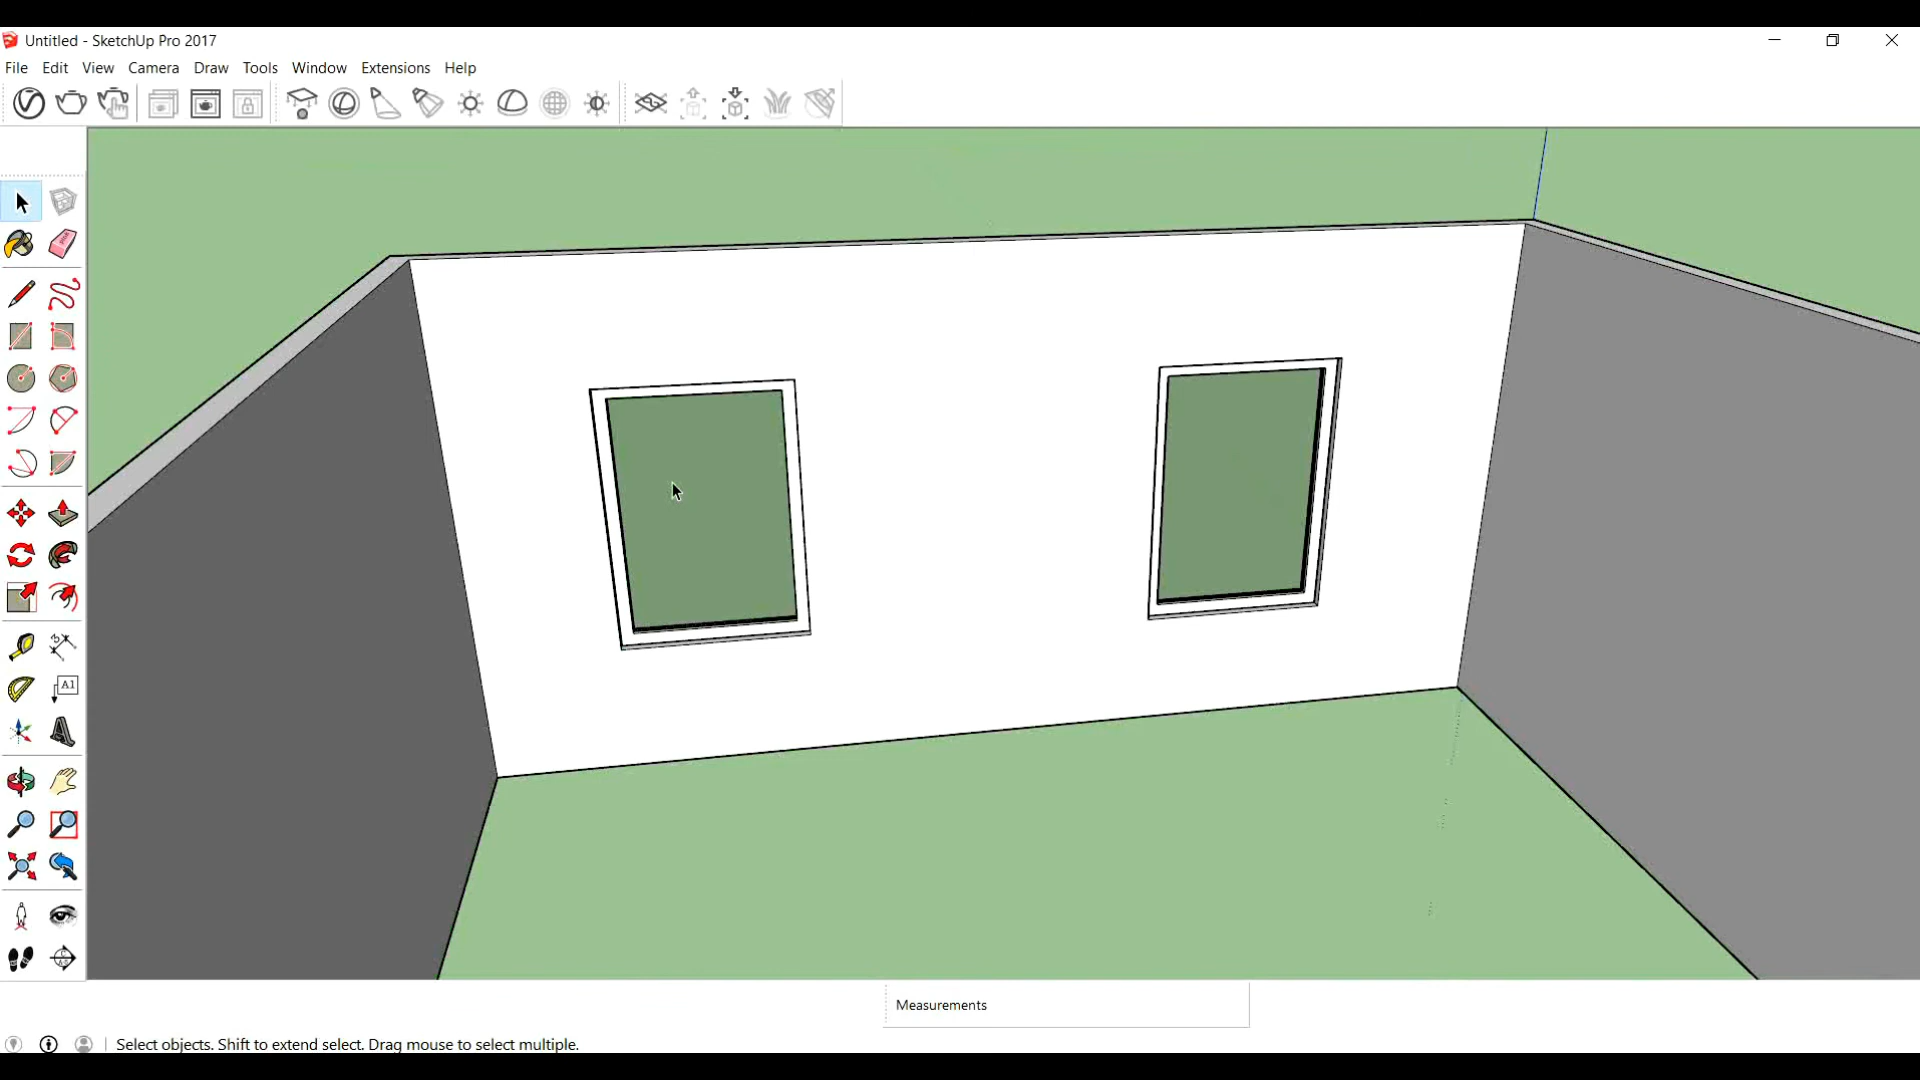 Untitled - SketchUp Pro 2017
File Edit View Camera Draw Tools Window Extensions Help
A1
Measurements
Select objects. Shift to extend select. Drag mouse to select multiple.